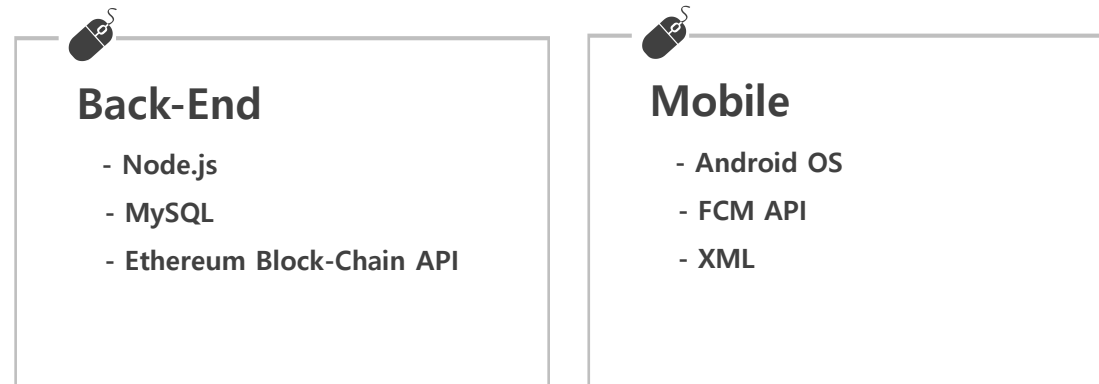 Back-End
- Node.js
- MySQL
- Ethereum Block-Chain API
Mobile
- Android OS
- FCM API
- XML